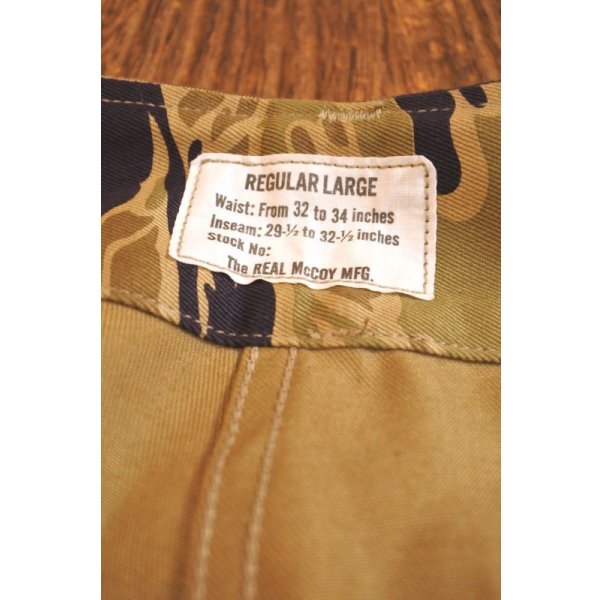 REGULAR LARGE
Waist: From 32 to 34 inches
Inseam: 29-½ to 32-½ inches
Stock No:
The REAL McCOY MFG.